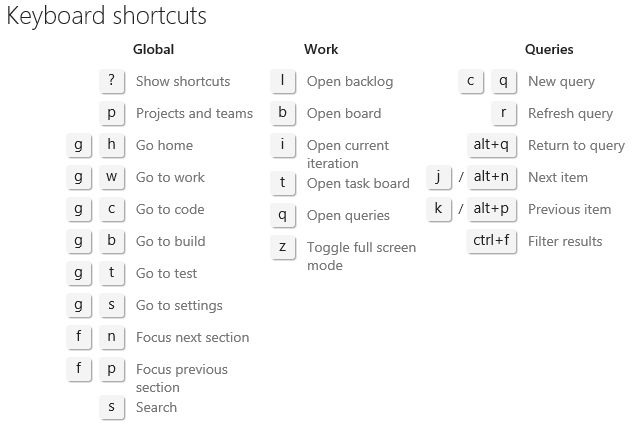 Keyboard shortcuts
Global
? Show shortcuts
p Projects and teams
g h Go home
g w Go to work
g c Go to code
g b Go to build
g t Go to test
g s Go to settings
f n Focus next section
f p Focus previous
section
s Search
Work
l Open backlog
b Open board
i Open current
iteration
t Open task board
q Open queries
z Toggle full screen
mode
Queries
c q New query
r Refresh query
alt+q Return to query
j / alt+n Next item
k / alt+p Previous item
ctrl+f Filter results